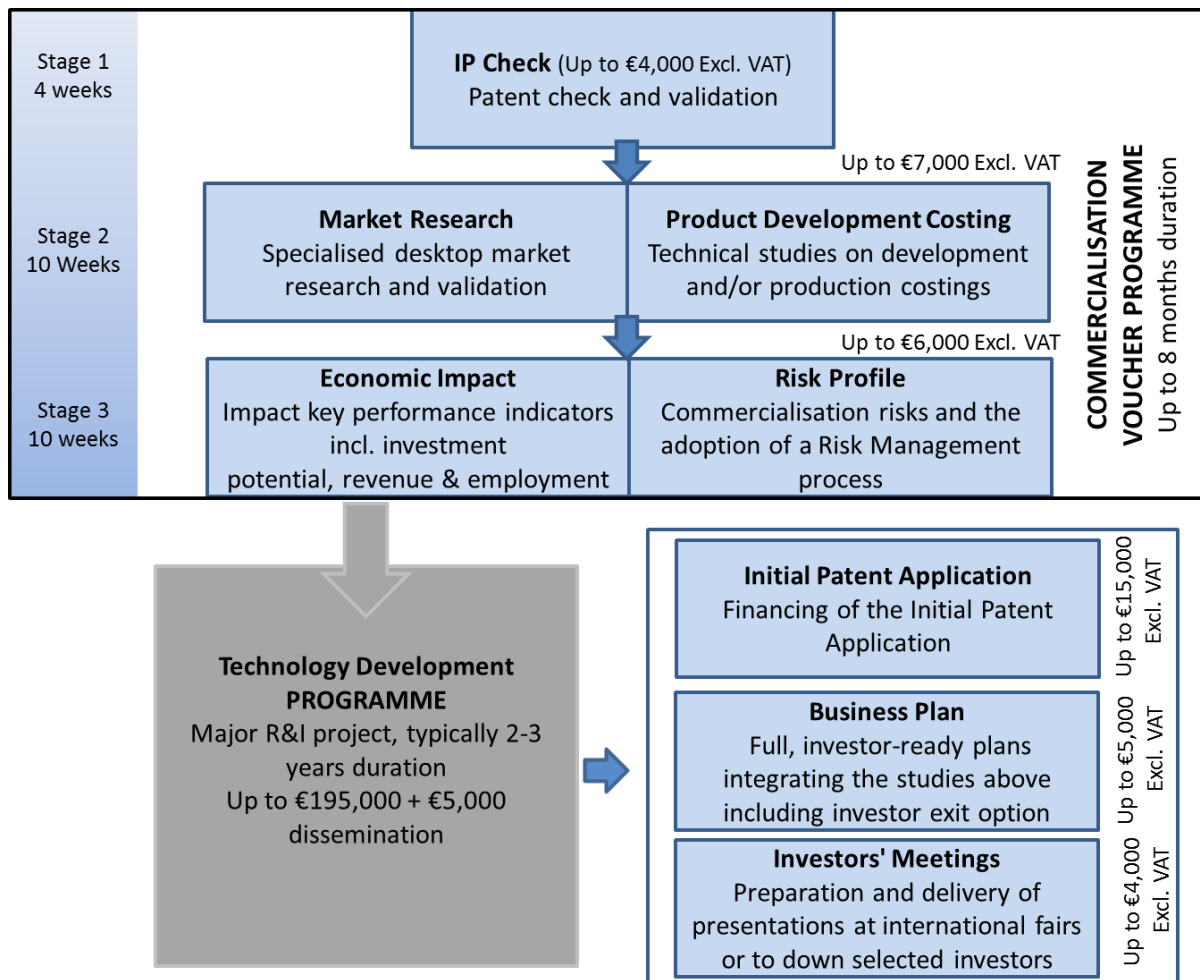 Stage 1
4 weeks
IP Check (Up to €4,000 Excl. VAT)
Patent check and validation
Up to €7,000 Excl. VAT
Stage 2
10 Weeks
Market Research
Specialised desktop market
research and validation
Product Development Costing
Technical studies on development
and/or production costings
Up to €6,000 Excl. VAT
Stage 3
10 weeks
Economic Impact
Impact key performance indicators
incl. investment
potential, revenue & employment
Risk Profile
Commercialisation risks and the
adoption of a Risk Management
process
COMMERCIALISATION
VOUCHER PROGRAMME
Up to 8 months duration
Technology Development
PROGRAMME
Major R&I project, typically 2-3
years duration
Up to €195,000 + €5,000
dissemination
Initial Patent Application
Financing of the Initial Patent
Application
Up to €15,000
Excl. VAT
Business Plan
Full, investor-ready plans
integrating the studies above
including investor exit option
Up to €5,000
Excl. VAT
Investors' Meetings
Preparation and delivery of
presentations at international fairs
or to down selected investors
Up to €4,000
Excl. VAT